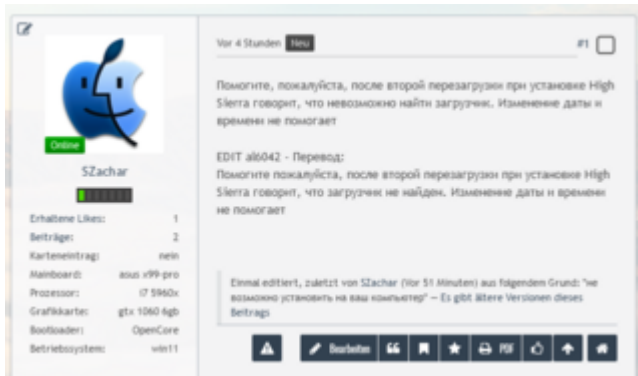 Vor 4 Stunden Neu
#1
Помогите, пожалуйста, после второй перезагрузки при установке High
Sierra говорит, что невозможно найти загрузчик. Изменение даты и
времени не помогает
EDIT al6042 - Перевод:
Помогите пожалуйста, после второй перезагрузки при установке High
Sierra говорит, что загрузчик не найден. Изменение даты и времени
не помогает
Einmal editiert, zuletzt von SZachar (Vor 51 Minuten) aus folgendem Grund: "не
возможно установить на ваш компьютер" — Es gibt ältere Versionen dieses
Beitrags
Bearbeiten
PDF
Online
SZachar
Erhaltene Likes: 1
Beiträge: 2
Karteneintrag: nein
Mainboard: asus x99-pro
Prozessor: i7 5960x
Grafikkarte: gtx 1060 6gb
Bootloader: OpenCore
Betriebssystem: win11